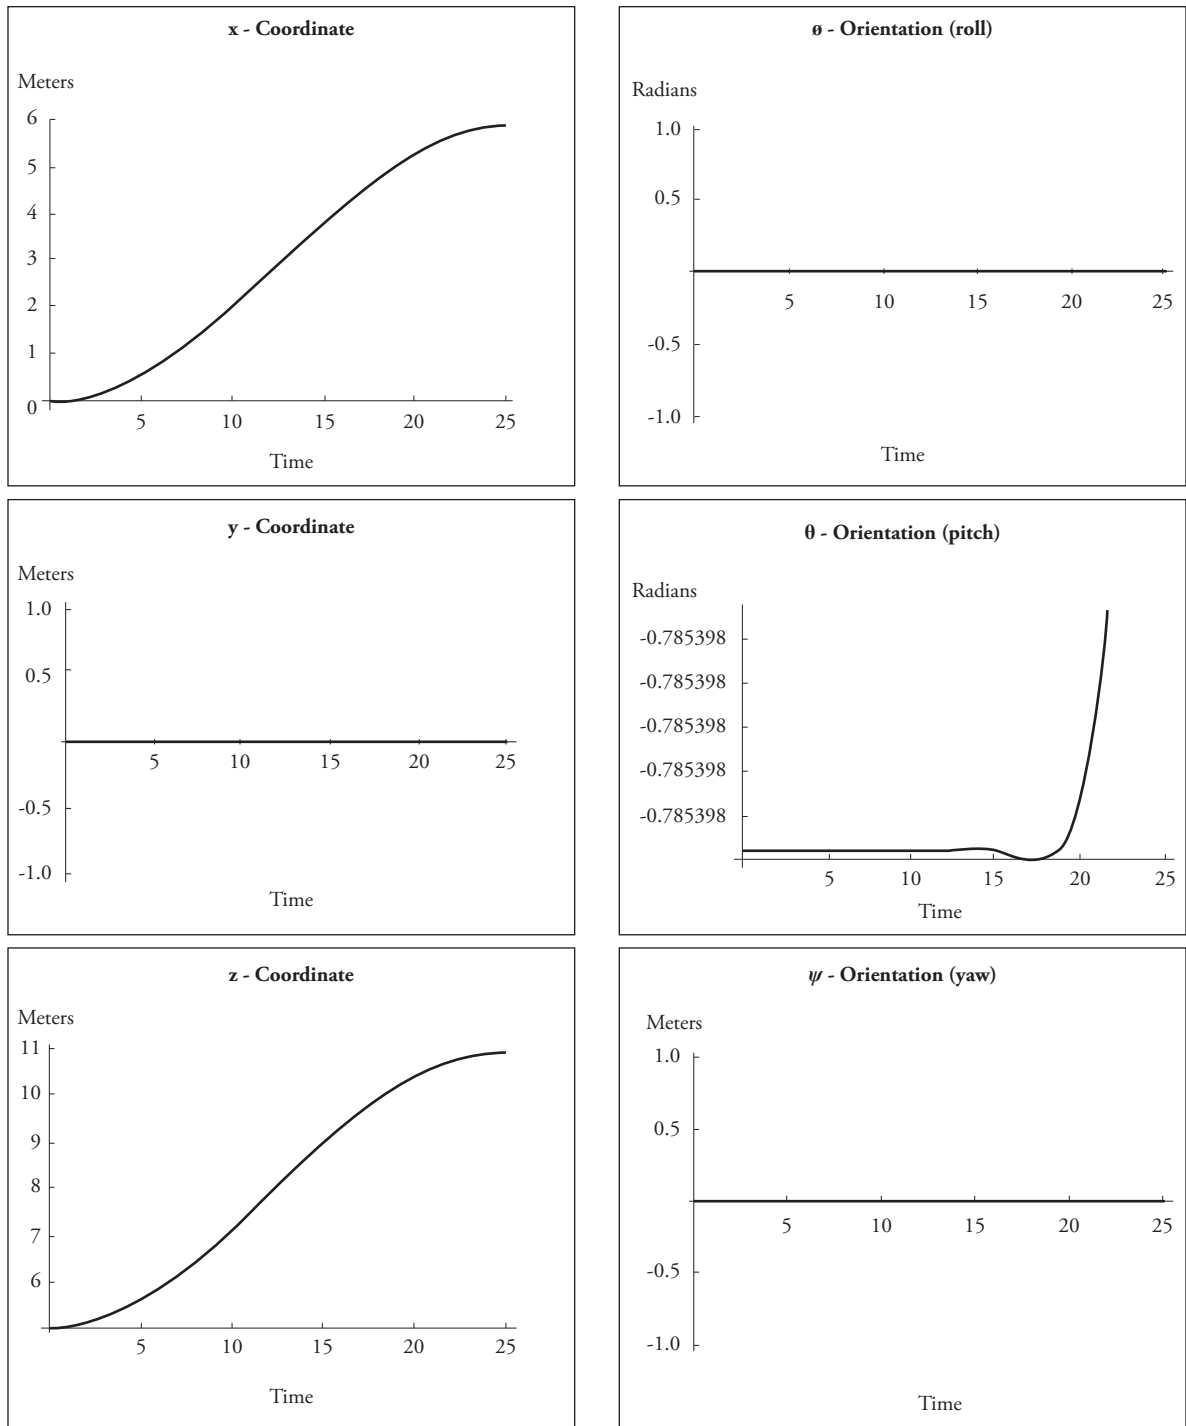 x - Coordinate
Meters
6
5
4
3
2
1
0
5 10 15 20 25
Time
ø - Orientation (roll)
Radians
1.0
0.5
5 10 15 20 25
-0.5
-1.0
Time
y - Coordinate
Meters
1.0
0.5
5 10 15 20 25
-0.5
-1.0
Time
θ - Orientation (pitch)
Radians
-0.785398
-0.785398
-0.785398
-0.785398
-0.785398
5 10 15 20 25
Time
z - Coordinate
Meters
11
10
9
8
7
6
5 10 15 20 25
Time
ψ - Orientation (yaw)
Meters
1.0
0.5
5 10 15 20 25
-0.5
-1.0
Time